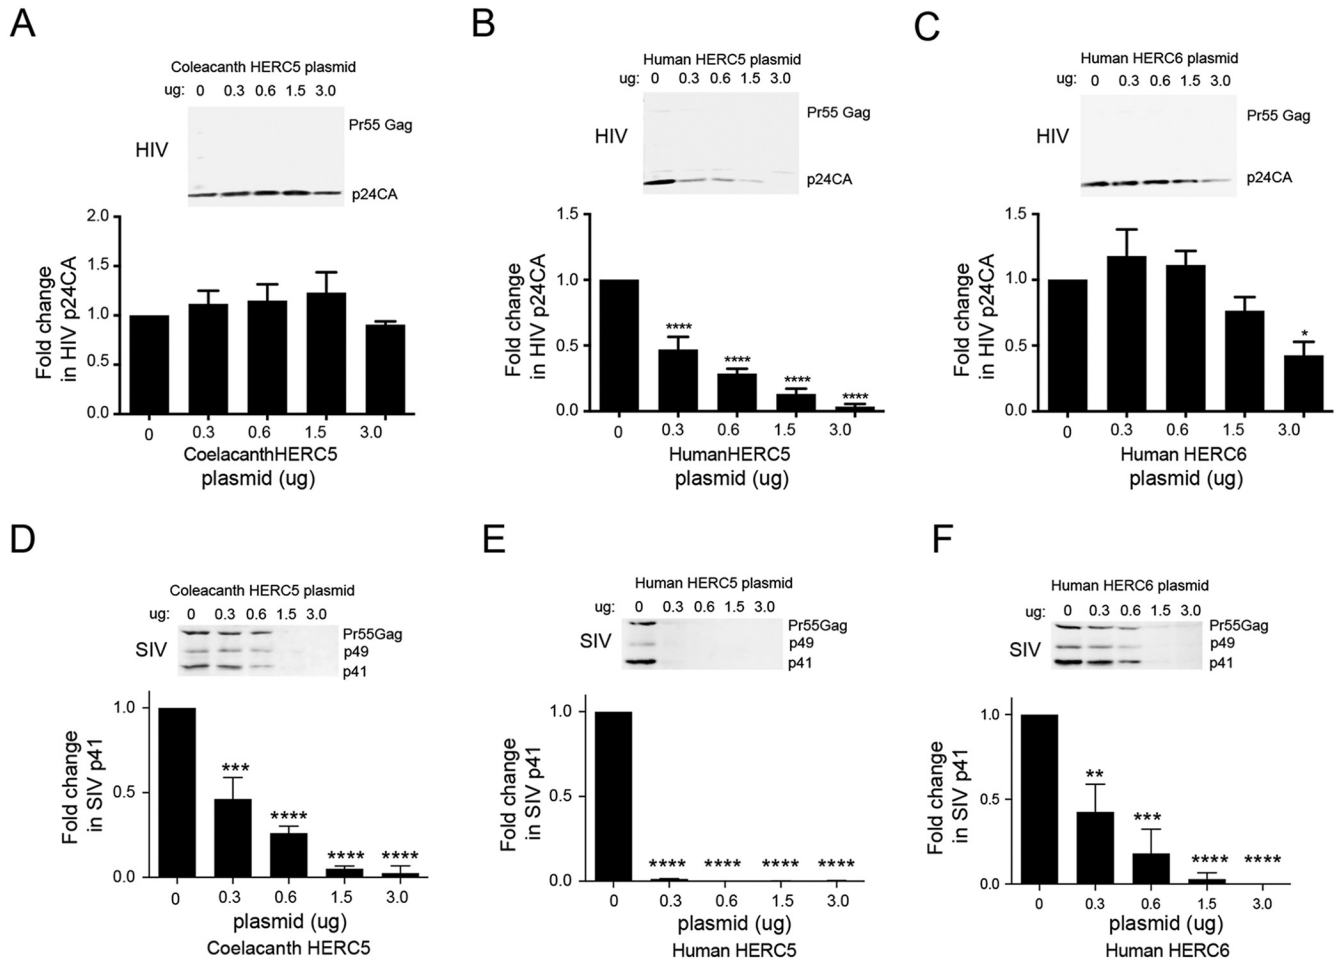 A
Coleacanth HERC5 plasmid
ug: 0 0.3 0.6 1.5 3.0
HIV
Pr55 Gag
p24CA
Fold change
in HIV p24CA
2.0
1.5
1.0
0.5
0.0
0 0.3 0.6 1.5 3.0
CoelacanthHERC5
plasmid (ug)
B
Human HERC5 plasmid
ug: 0 0.3 0.6 1.5 3.0
HIV
Pr55 Gag
p24CA
Fold change
in HIV p24CA
1.5
1.0
0.5
0.0
**** **** **** ****
0 0.3 0.6 1.5 3.0
HumanHERC5
plasmid (ug)
C
Human HERC6 plasmid
ug: 0 0.3 0.6 1.5 3.0
HIV
Pr55 Gag
p24CA
Fold change
in HIV p24CA
1.5
1.0
0.5
0.0
*
0 0.3 0.6 1.5 3.0
Human HERC6
plasmid (ug)
D
Coleacanth HERC5 plasmid
ug: 0 0.3 0.6 1.5 3.0
SIV
Pr55Gag
p49
p41
Fold change
in SIV p41
1.0
0.5
0.0
*** **** **** ****
0 0.3 0.6 1.5 3.0
plasmid (ug)
Coelacanth HERC5
E
Human HERC5 plasmid
ug: 0 0.3 0.6 1.5 3.0
SIV
Pr55Gag
p49
p41
Fold change
in SIV p41
1.0
0.5
0.0
**** **** **** ****
0 0.3 0.6 1.5 3.0
plasmid (ug)
Human HERC5
F
Human HERC6 plasmid
ug: 0 0.3 0.6 1.5 3.0
SIV
Pr55Gag
p49
p41
Fold change
in SIV p41
1.0
0.5
0.0
** *** **** ****
0 0.3 0.6 1.5 3.0
plasmid (ug)
Human HERC6